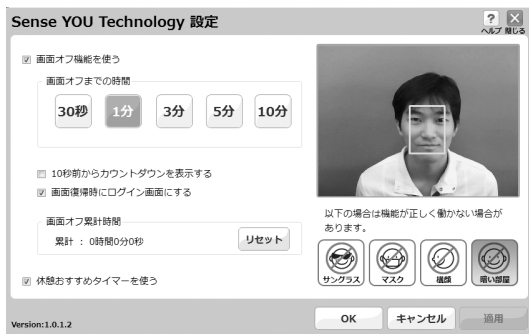 Sense YOU Technology 設定
?
ヘルプ 閉じる
画面オフ機能を使う
画面オフまでの時間
30秒 1分 3分 5分 10分
10秒前からカウントダウンを表示する
画面復帰時にログイン画面にする
画面オフ累計時間
累計 : 0時間0分0秒
リセット
休憩おすすめタイマーを使う
以下の場合は機能が正しく働かない場合が
あります。
サングラス マスク 横顔 暗い部屋
Version:1.0.1.2
OK キャンセル 適用